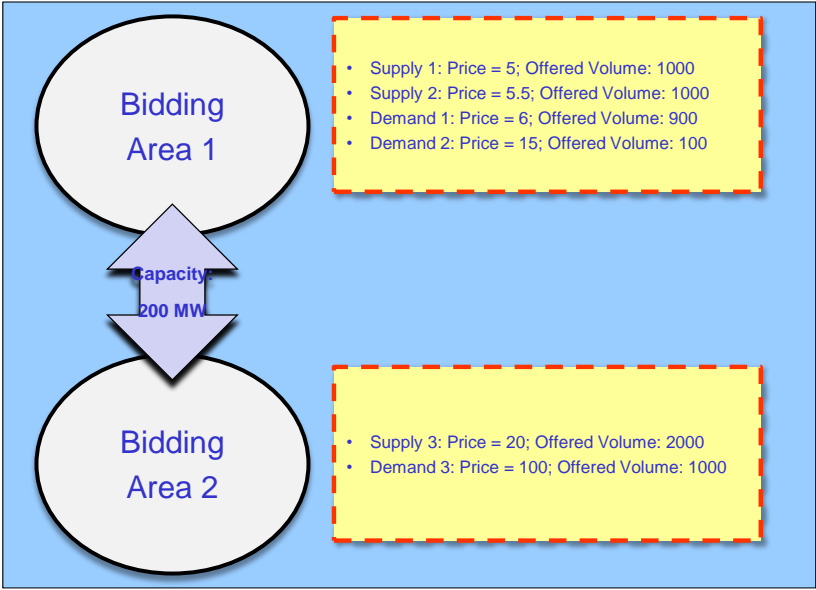 Bidding
Area 1
• Supply 1: Price = 5; Offered Volume: 1000
• Supply 2: Price = 5.5; Offered Volume: 1000
• Demand 1: Price = 6; Offered Volume: 900
• Demand 2: Price = 15; Offered Volume: 100
Capacity:
200 MW
Bidding
Area 2
• Supply 3: Price = 20; Offered Volume: 2000
• Demand 3: Price = 100; Offered Volume: 1000